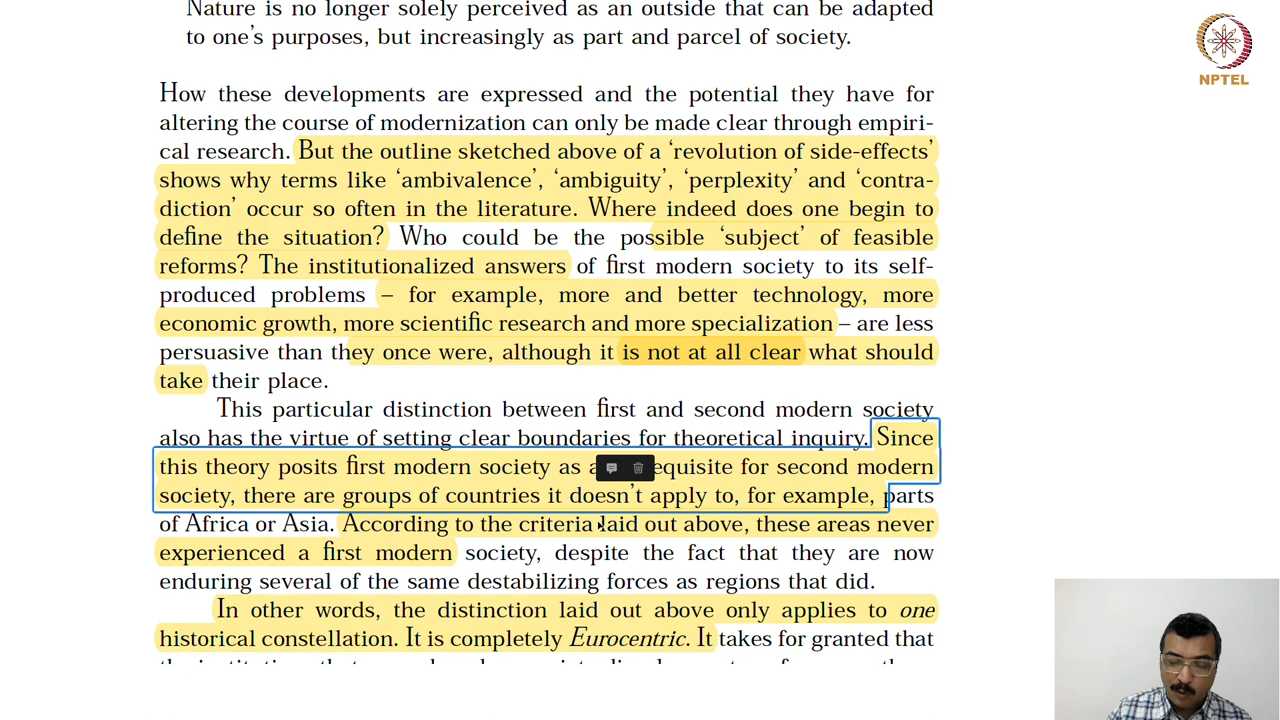 Nature is no longer solely perceived as an outside that can be adapted
to one's purposes, but increasingly as part and parcel of society.
NPTEL
How these developments are expressed and the potential they have for
altering the course of modernization can only be made clear through empiri-
cal research. But the outline sketched above of a ‘revolution of side-effects’
shows why terms like ‘ambivalence’, ‘ambiguity’, ‘perplexity’ and ‘contra-
diction’ occur so often in the literature. Where indeed does one begin to
define the situation? Who could be the possible ‘subject’ of feasible
reforms? The institutionalized answers of first modern society to its self-
produced problems – for example, more and better technology, more
economic growth, more scientific research and more specialization – are less
persuasive than they once were, although it is not at all clear what should
take their place.
This particular distinction between first and second modern society
also has the virtue of setting clear boundaries for theoretical inquiry. Since
this theory posits first modern society as a equisite for second modern
society, there are groups of countries it doesn't apply to, for example, parts
of Africa or Asia. According to the criteria laid out above, these areas never
experienced a first modern society, despite the fact that they are now
enduring several of the same destabilizing forces as regions that did.
In other words, the distinction laid out above only applies to one
historical constellation. It is completely Eurocentric. It takes for granted that